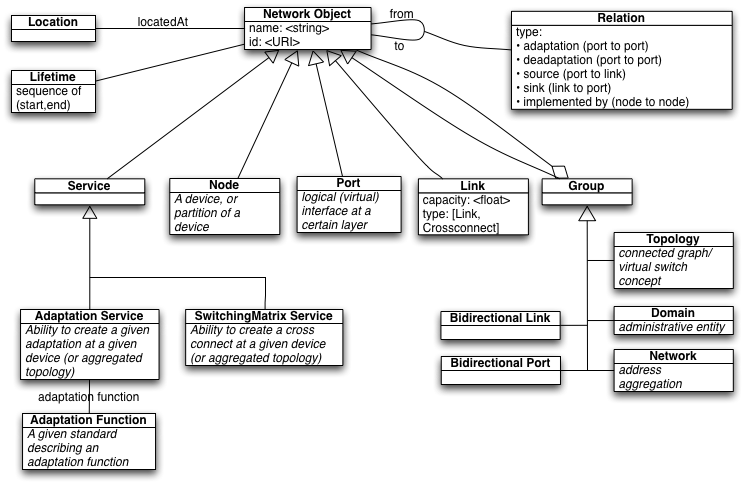 Location
locatedAt
Network Object
name: <string>
id: <URI>
from
to
Relation
type:
• adaptation (port to port)
• deadaptation (port to port)
• source (port to link)
• sink (link to port)
• implemented by (node to node)
Lifetime
sequence of
(start,end)
Service
Node
A device, or
partition of a
device
Port
logical (virtual)
interface at a
certain layer
Link
capacity: <float>
type: [Link,
Crossconnect]
Group
Topology
connected graph/
virtual switch
concept
Adaptation Service
Ability to create a given
adaptation at a given
device (or aggregated
topology)
SwitchingMatrix Service
Ability to create a cross
connect at a given device
(or aggregated topology)
Bidirectional Link
Domain
administrative entity
Bidirectional Port
Network
address
aggregation
adaptation function
Adaptation Function
A given standard
describing an
adaptation function